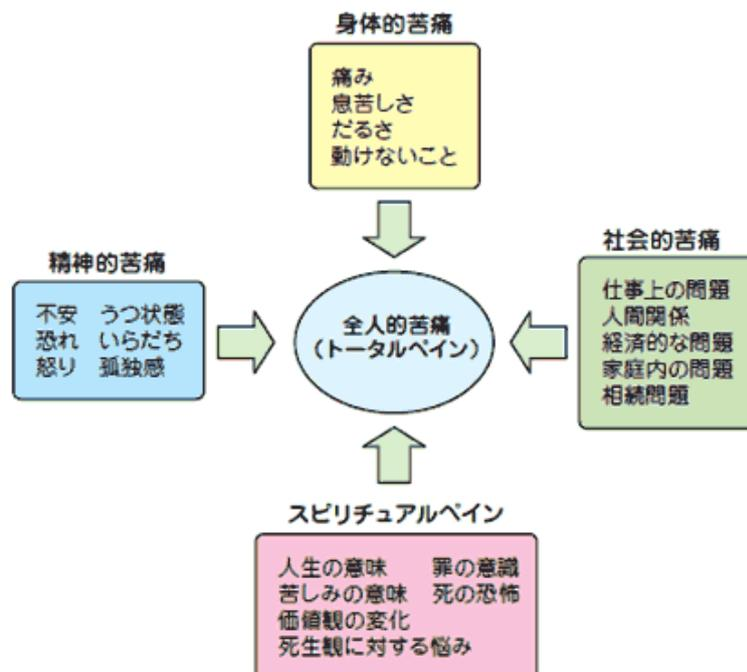 身体的苦痛
痛み
息苦しさ
だるさ
動けないこと
精神的苦痛
不安　うつ状態
恐れ　いらだち
怒り　孤独感
全人的苦痛
（トータルペイン）
社会的苦痛
仕事上の問題
人間関係
経済的な問題
家庭内の問題
相続問題
スピリチュアルペイン
人生の意味　罪の意識
苦しみの意味　死の恐怖
価値観の変化
死生観に対する悩み